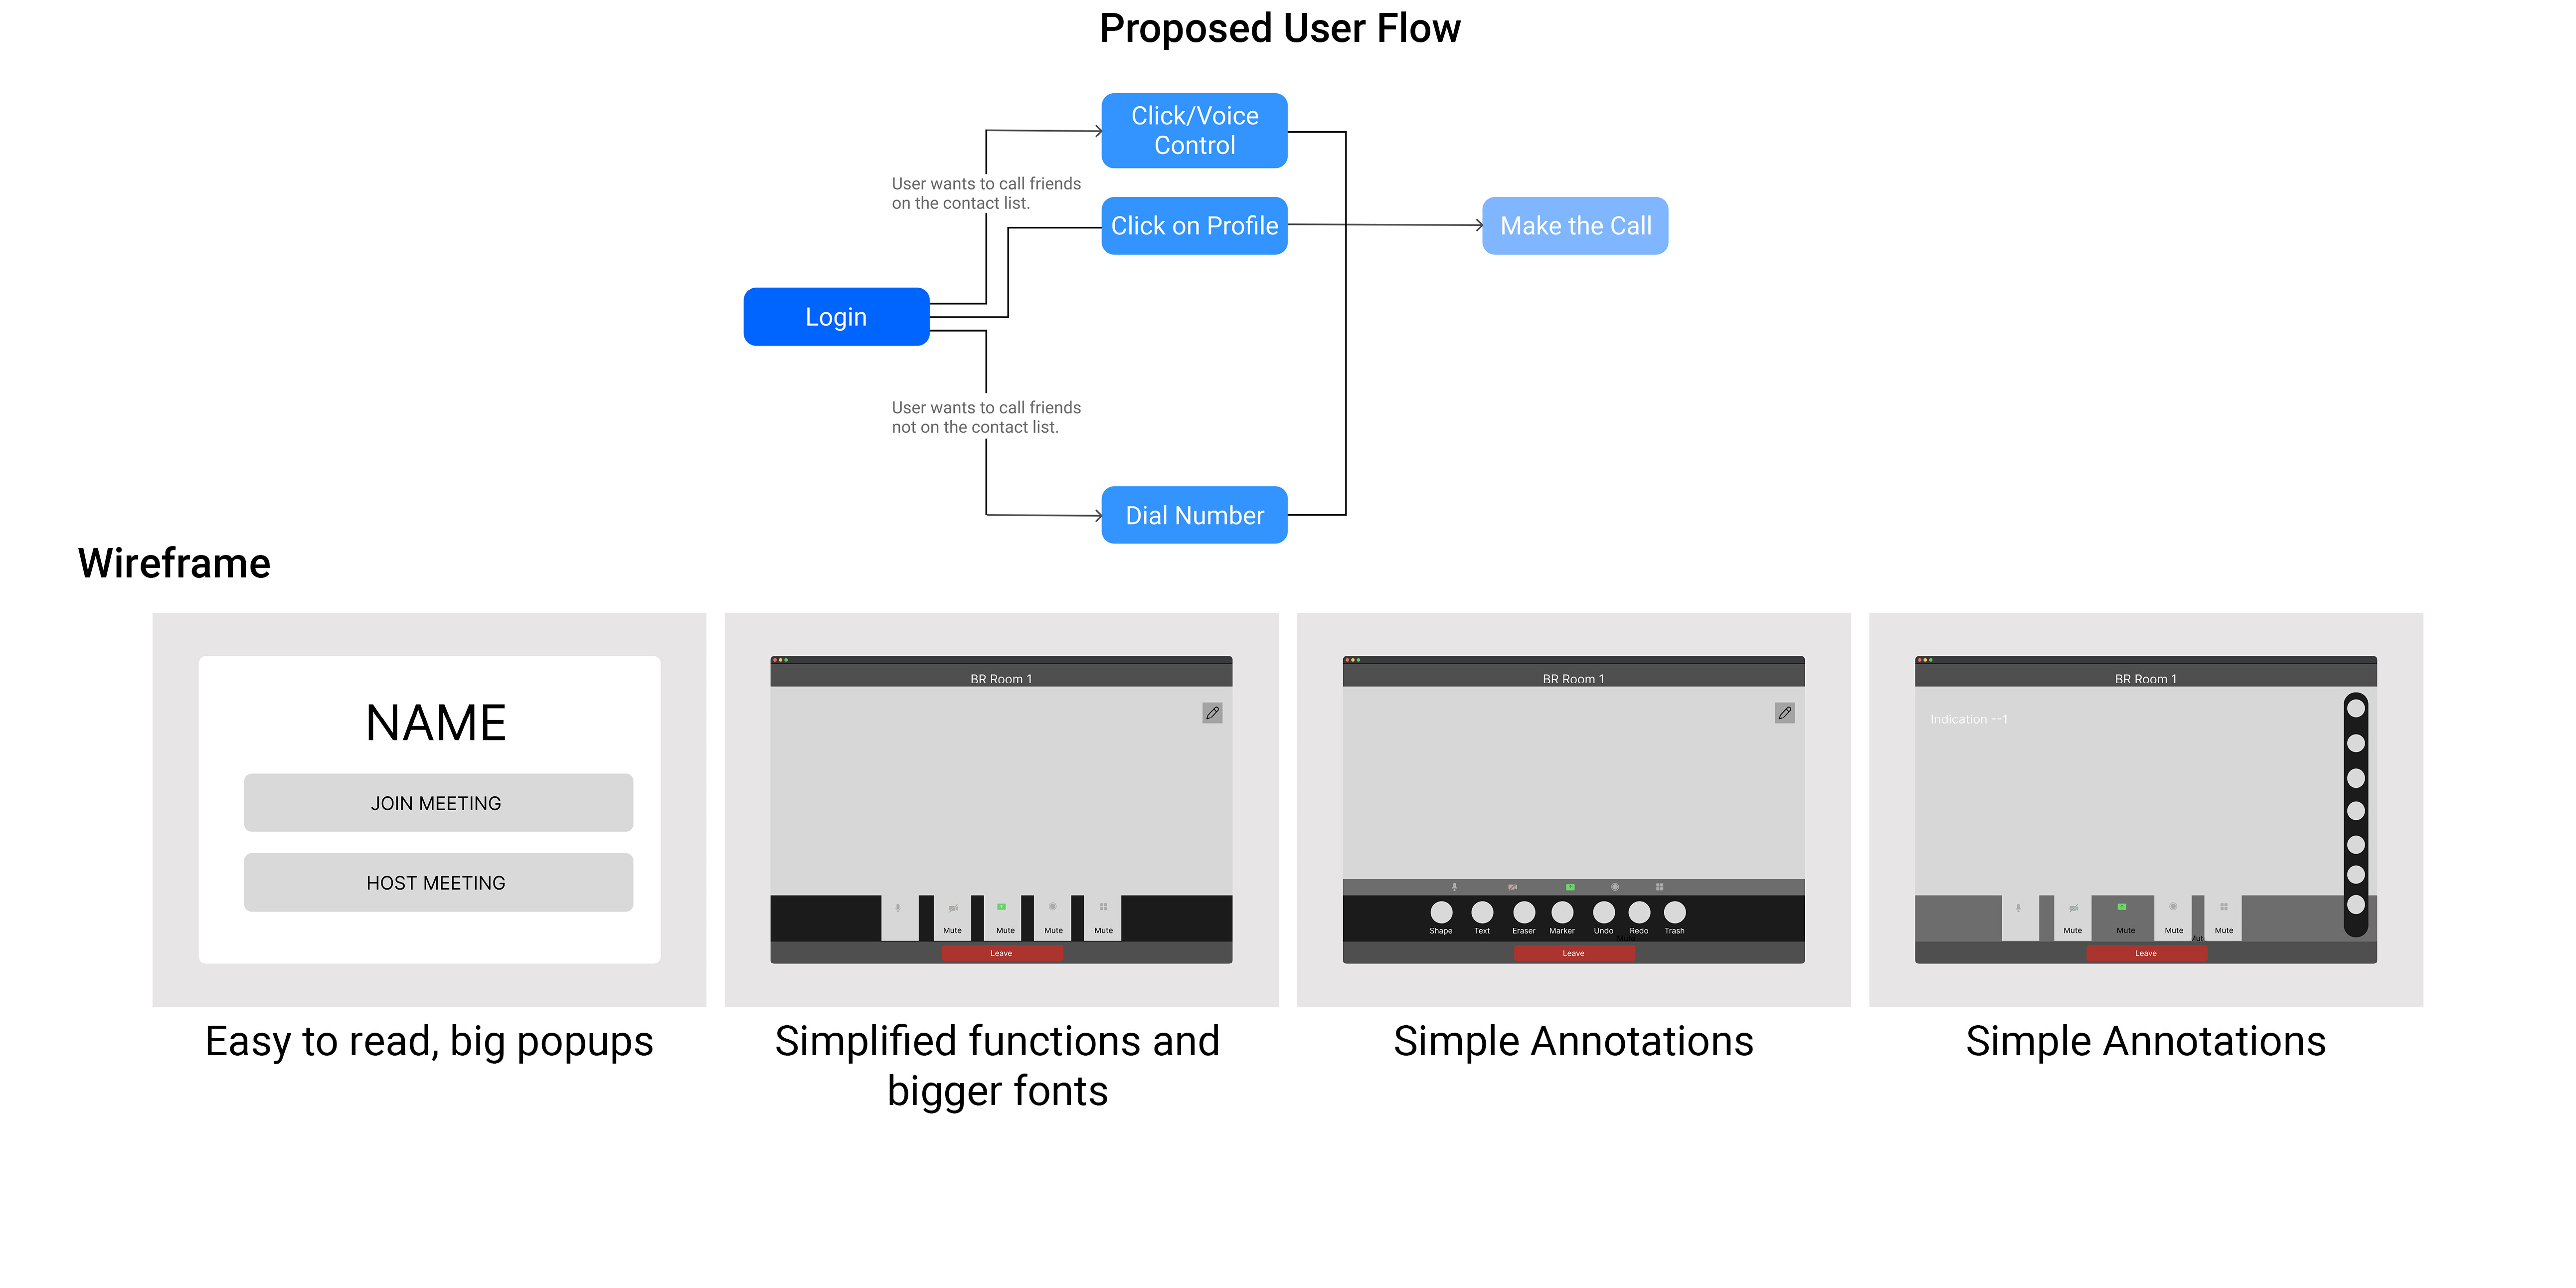 Proposed User Flow
Click/Voice
Control
User wants to call friends
on the contact list.
Click on Profile
Make the Call
Login
User wants to call friends
not on the contact list.
Dial Number
Wireframe
NAME
JOIN MEETING
HOST MEETING
Easy to read, big popups
BR Room 1
Mute
Mute
Mute
Mute
Leave
Simplified functions and
bigger fonts
BR Room 1
Shape
Text
Eraser
Marker
Undo
Redo
Trash
Mute
Leave
Simple Annotations
BR Room 1
Indication --1
Mute
Mute
Mute
Mute
Mute
Leave
Simple Annotations